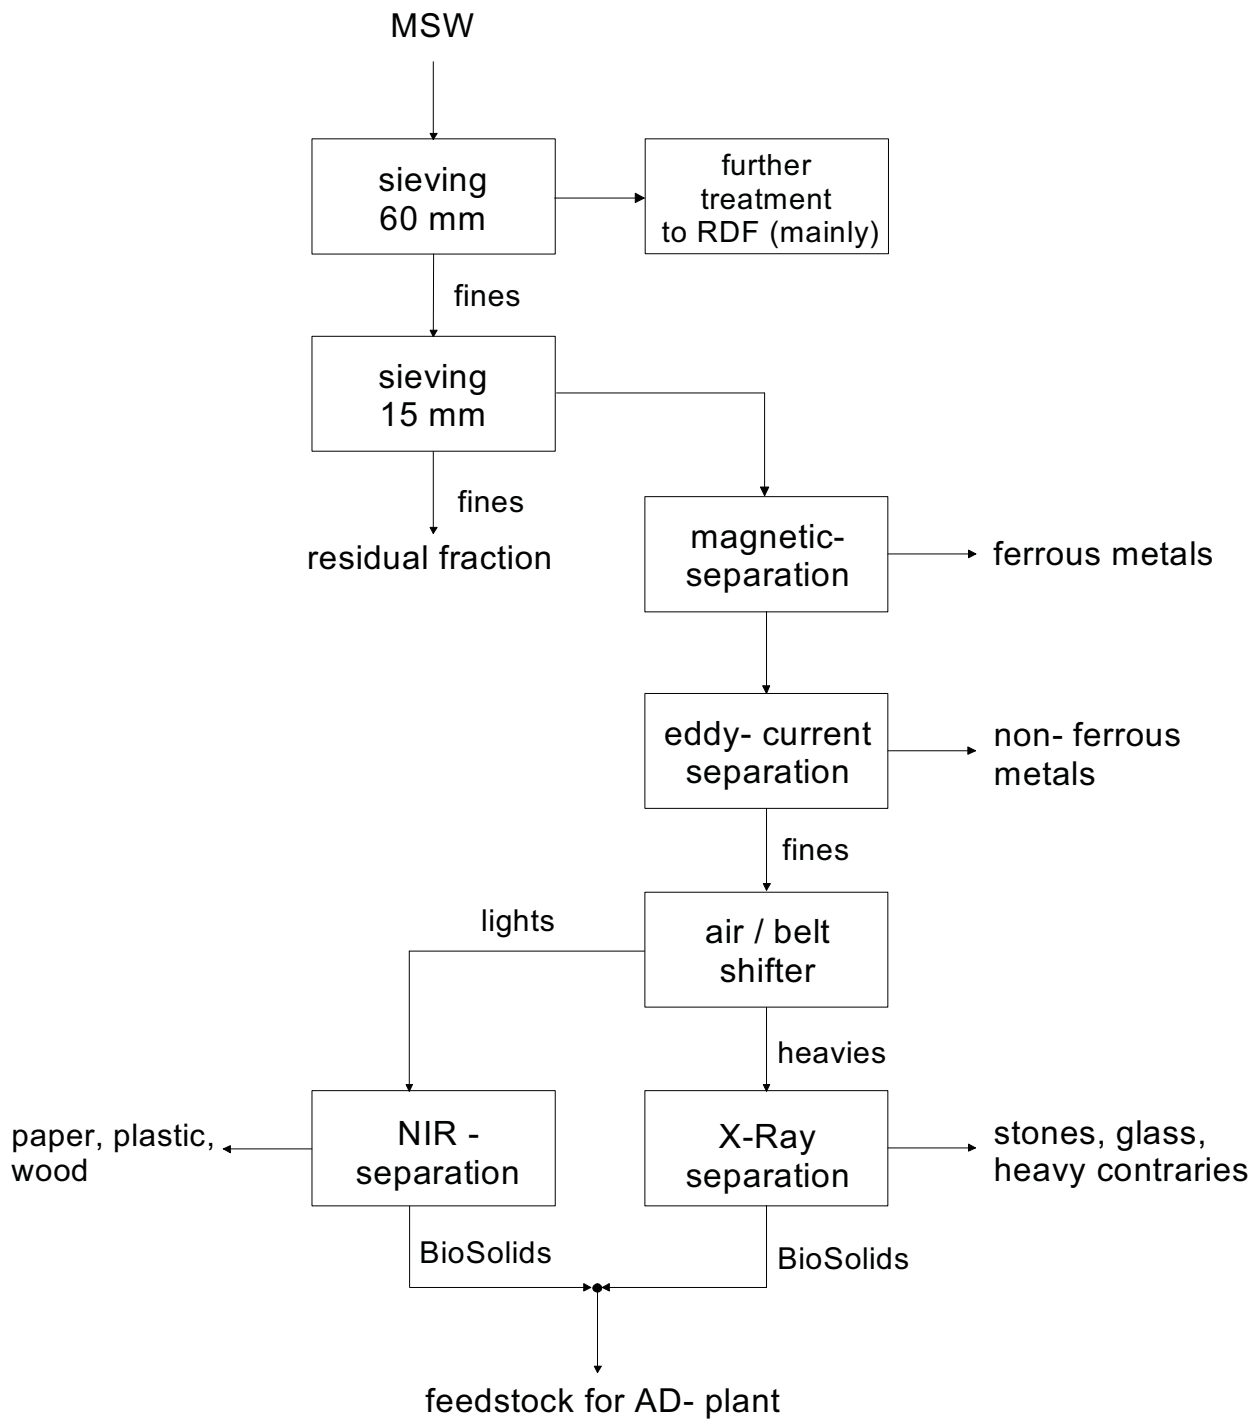 MSW
sieving
60 mm
further
treatment
to RDF (mainly)
fines
sieving
15 mm
fines
residual fraction
magnetic-
separation
ferrous metals
eddy- current
separation
non- ferrous
metals
fines
lights
air / belt
shifter
heavies
paper, plastic,
wood
NIR -
separation
X-Ray
separation
stones, glass,
heavy contraries
BioSolids
BioSolids
feedstock for AD- plant